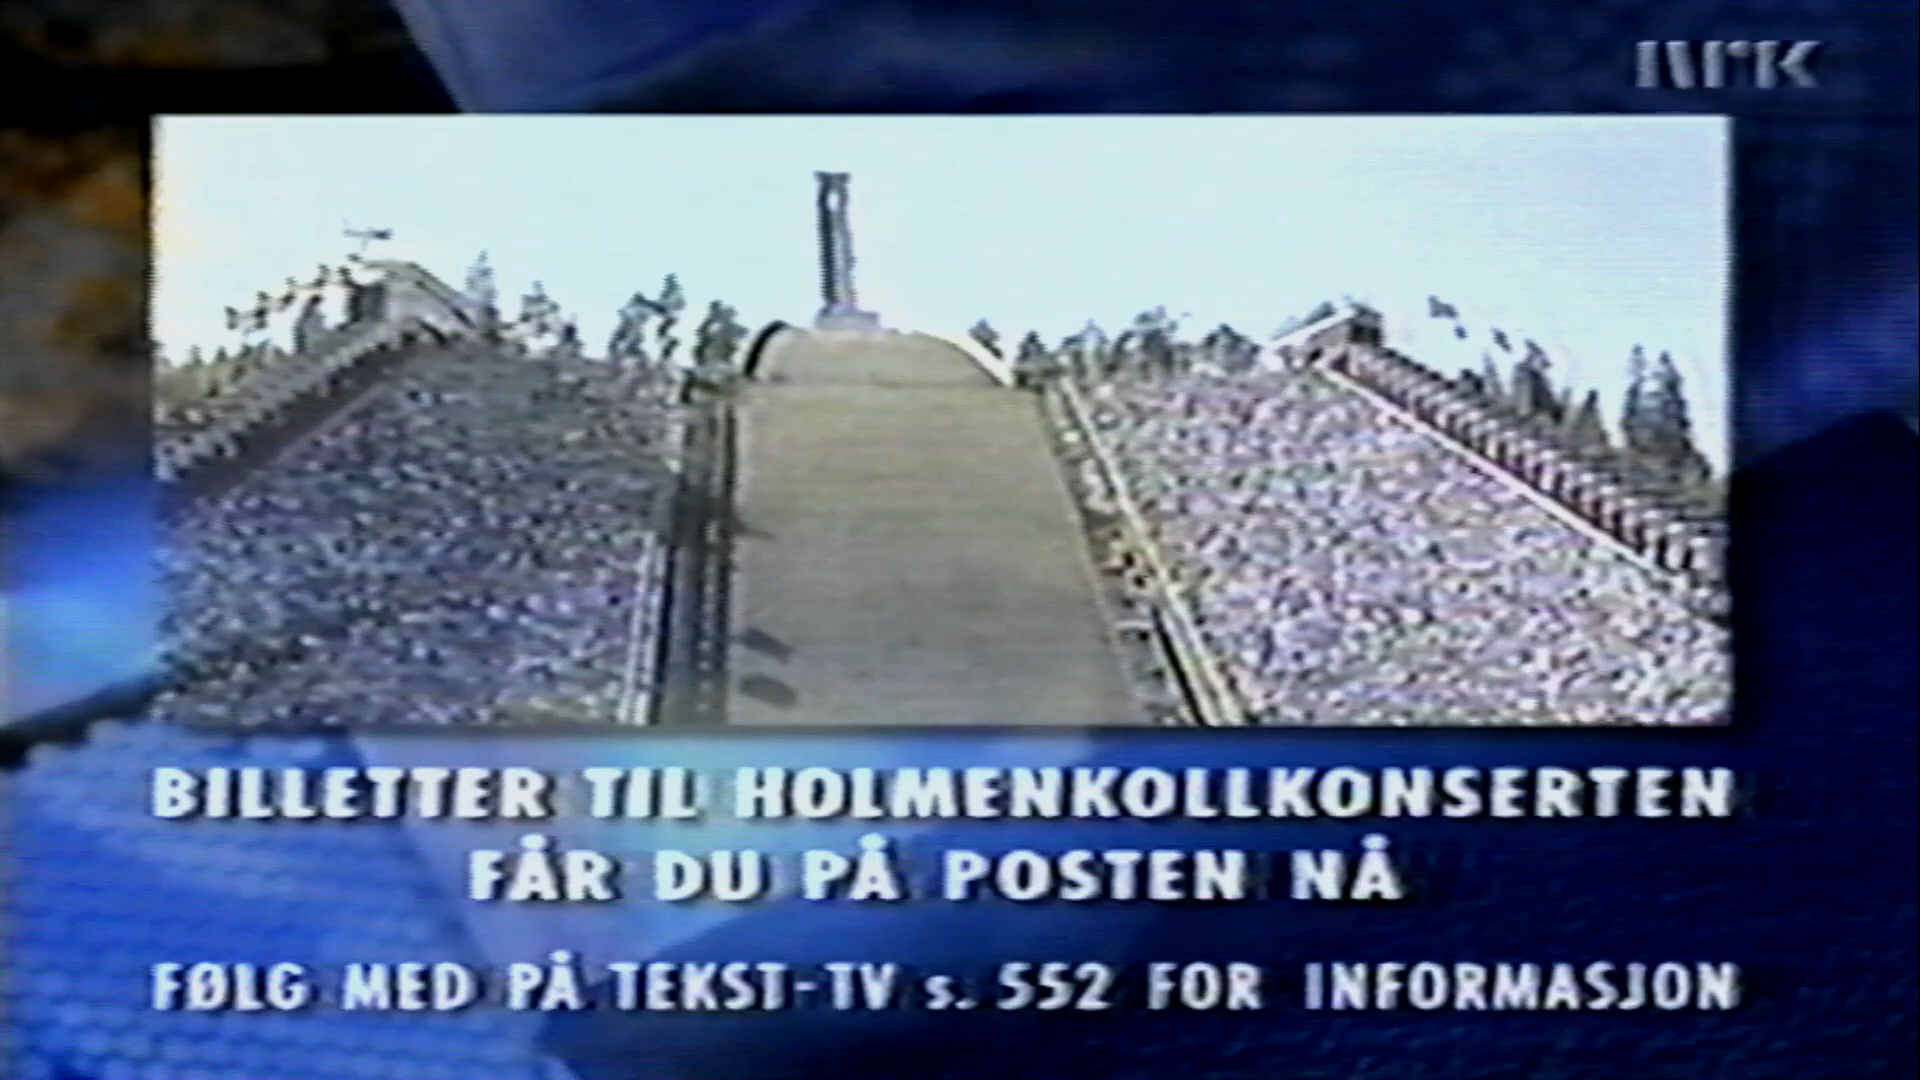 NRK
BILLETTER TIL HOLMENKOLLKONSERTEN
FÅR DU PÅ POSTEN NÅ
FØLG MED PÅ TEKST-TV s. 552 FOR INFORMASJON